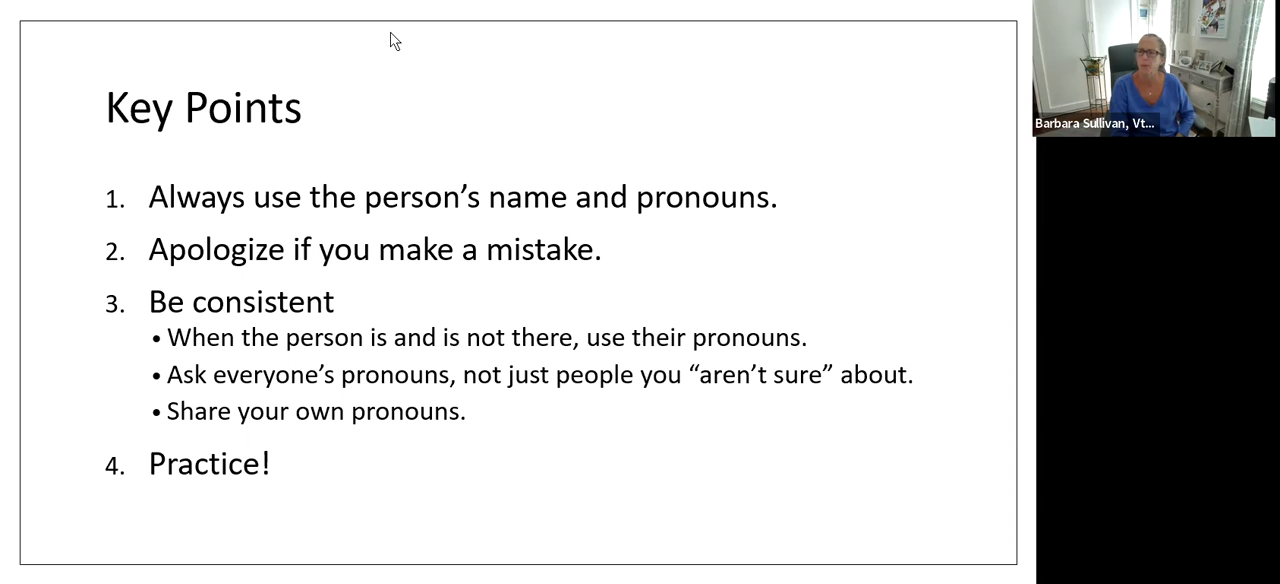 Key Points
1. Always use the person’s name and pronouns.
2. Apologize if you make a mistake.
3. Be consistent
• When the person is and is not there, use their pronouns.
• Ask everyone’s pronouns, not just people you “aren’t sure” about.
• Share your own pronouns.
4. Practice!
Barbara Sullivan, Vt...